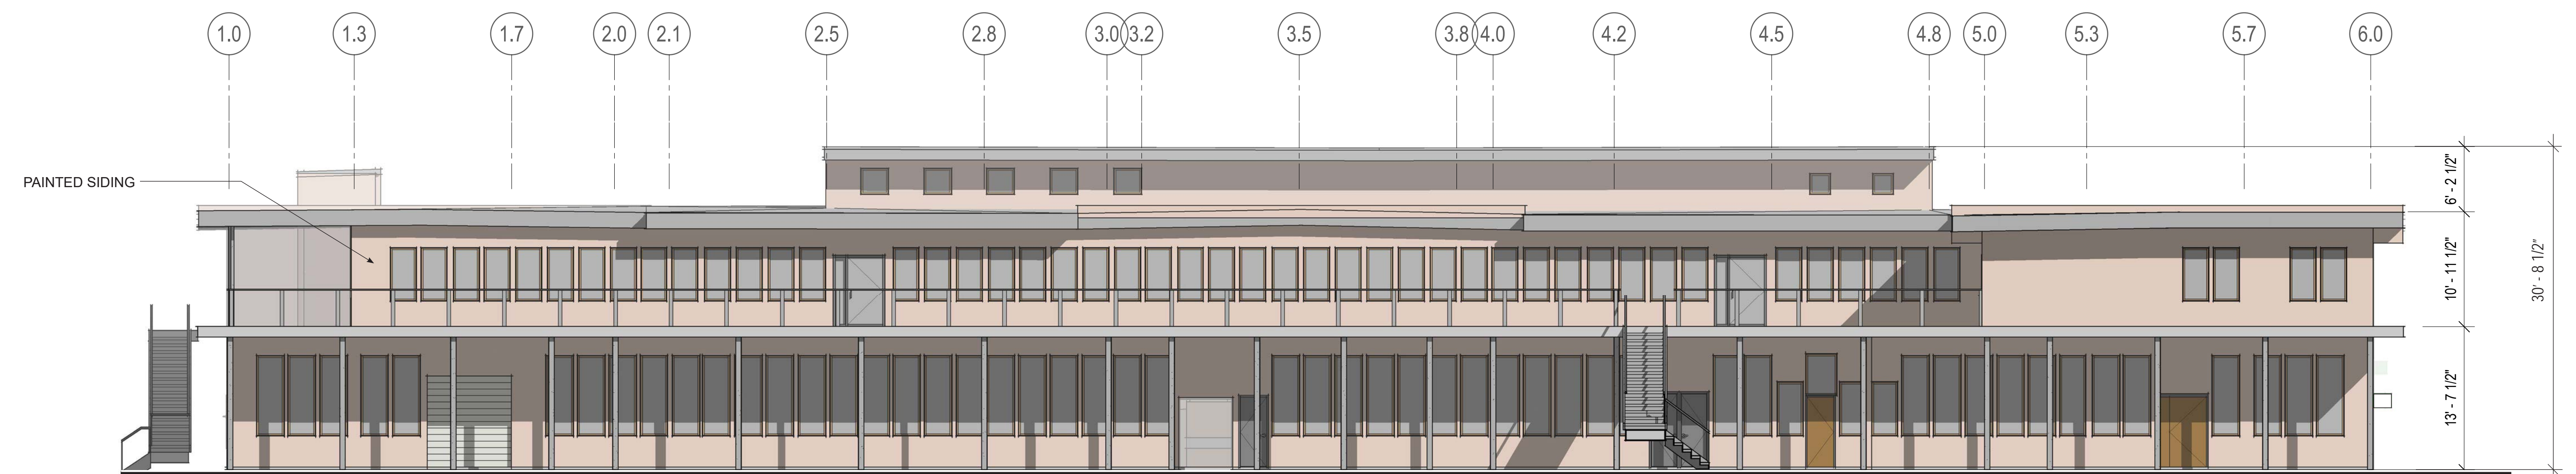 1.0 1.3 1.7 2.0 2.1 2.5 2.8 3.0 3.2 3.5 3.8 4.0 4.2 4.5 4.8 5.0 5.3 5.7 6.0
PAINTED SIDING
6' - 2 1/2"
10' - 11 1/2"
30' - 8 1/2"
13' - 7 1/2"